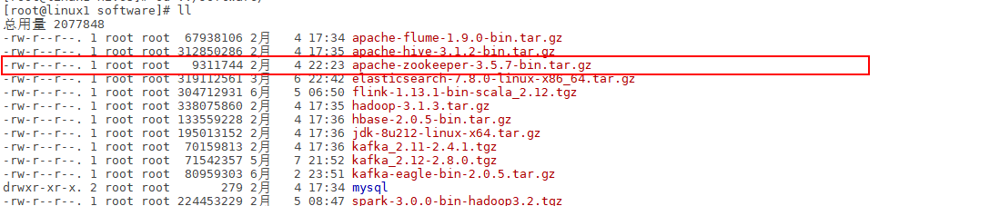 [root@linux1 software]# ll
总用量 2077848
-rw-r--r--. 1 root root  67938106 2月   4 17:34 apache-flume-1.9.0-bin.tar.gz
-rw-r--r--. 1 root root 312850286 2月   4 17:35 apache-hive-3.1.2-bin.tar.gz
-rw-r--r--. 1 root root   9311744 2月   4 22:23 apache-zookeeper-3.5.7-bin.tar.gz
-rw-r--r--. 1 root root 319112561 3月   6 22:42 elasticsearch-7.8.0-linux-x86_64.tar.gz
-rw-r--r--. 1 root root 304712931 6月   5 06:50 flink-1.13.1-bin-scala_2.12.tgz
-rw-r--r--. 1 root root 338075860 2月   4 17:35 hadoop-3.1.3.tar.gz
-rw-r--r--. 1 root root 133559228 2月   4 17:36 hbase-2.0.5-bin.tar.gz
-rw-r--r--. 1 root root 195013152 2月   4 17:36 jdk-8u212-linux-x64.tar.gz
-rw-r--r--. 1 root root  70159813 2月   4 17:36 kafka_2.11-2.4.1.tgz
-rw-r--r--. 1 root root  71542357 5月   7 21:52 kafka_2.12-2.8.0.tgz
-rw-r--r--. 1 root root  80959303 6月   2 23:51 kafka-eagle-bin-2.0.5.tar.gz
drwxr-xr-x. 2 root root       279 2月   4 17:34 mysql
-rw-r--r--. 1 root root 224453229 2月   5 08:47 spark-3.0.0-bin-hadoop3.2.tgz